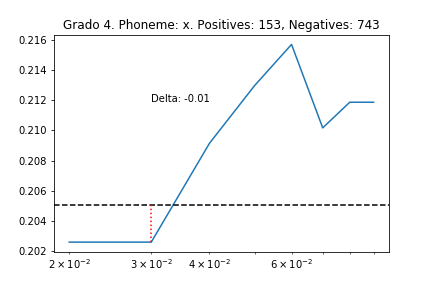 Grado 4. Phoneme: x. Positives: 153, Negatives: 743
0.216
0.214
0.212
0.210
0.208
0.206
0.204
0.202
Delta: -0.01
2 × 10⁻² 3 × 10⁻² 4 × 10⁻² 6 × 10⁻²